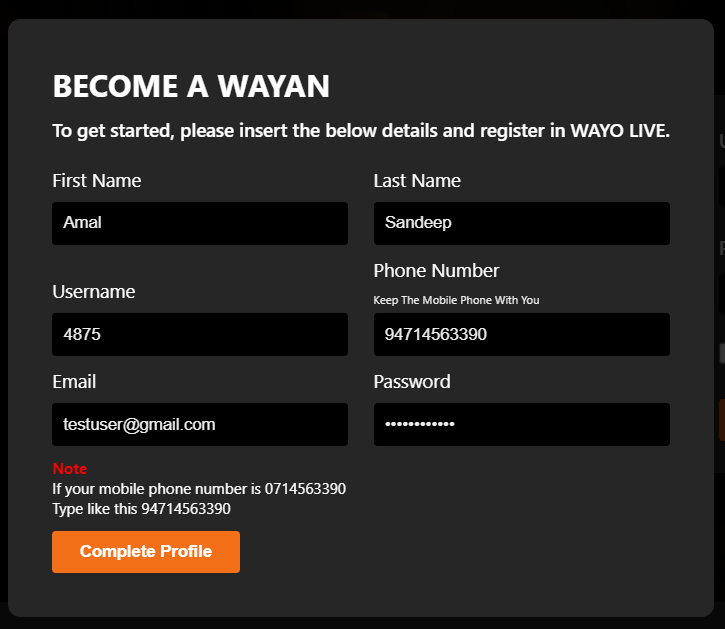 BECOME A WAYAN
To get started, please insert the below details and register in WAYO LIVE.
First Name
Last Name
Amal
Sandeep
Username
Phone Number
Keep The Mobile Phone With You
4875
94714563390
Email
Password
testuser@gmail.com
••••••••••••
Note
If your mobile phone number is 0714563390
Type like this 94714563390
Complete Profile